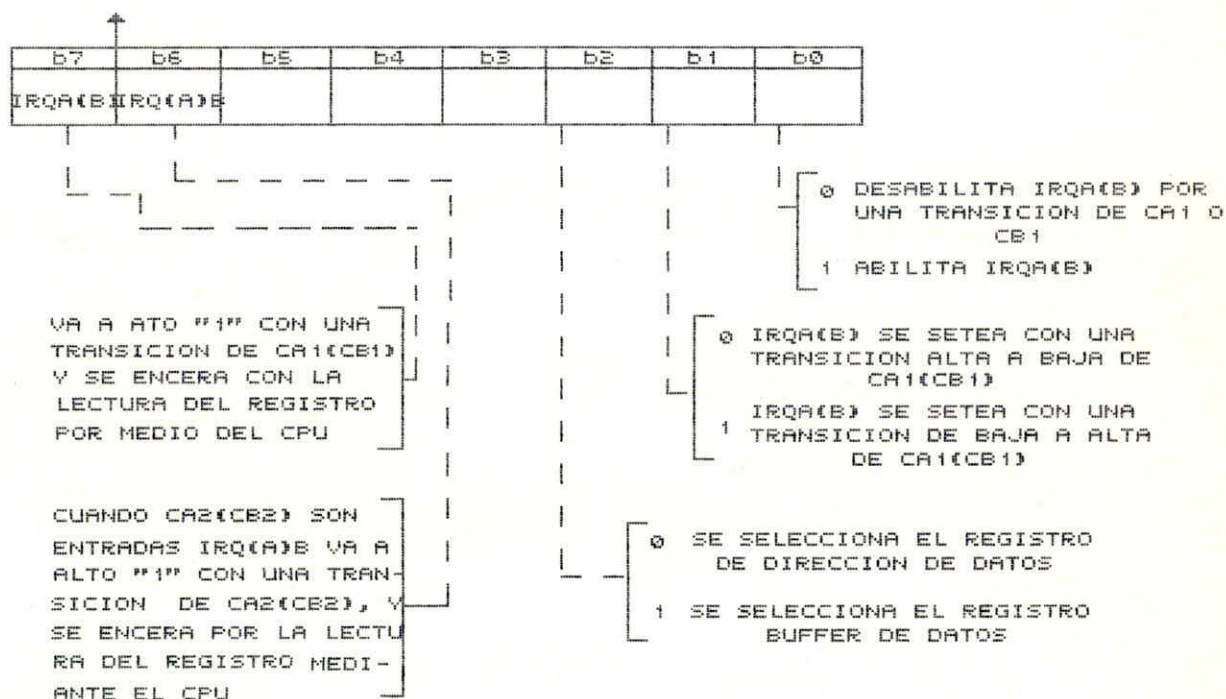 b7 b6 b5 b4 b3 b2 b1 b0
IRQA(B) IRQ(A)B
0 DESABILITA IRQA(B) POR
UNA TRANSICION DE CA1 O
CB1
1 ABILITA IRQA(B)
VA A ATO "1" CON UNA
TRANSICION DE CA1(CB1)
Y SE ENCERA CON LA
LECTURA DEL REGISTRO
POR MEDIO DEL CPU
0 IRQA(B) SE SETEA CON UNA
TRANSICION ALTA A BAJA DE
CA1(CB1)
1 IRQA(B) SE SETEA CON UNA
TRANSICION DE BAJA A ALTA
DE CA1(CB1)
CUANDO CA2(CB2) SON
ENTRADAS IRQ(A)B VA A
ALTO "1" CON UNA TRAN-
SICION DE CA2(CB2), Y
SE ENCERA POR LA LECTU
RA DEL REGISTRO MEDI-
ANTE EL CPU
0 SE SELECCIONA EL REGISTRO
DE DIRECCION DE DATOS
1 SE SELECCIONA EL REGISTRO
BUFFER DE DATOS